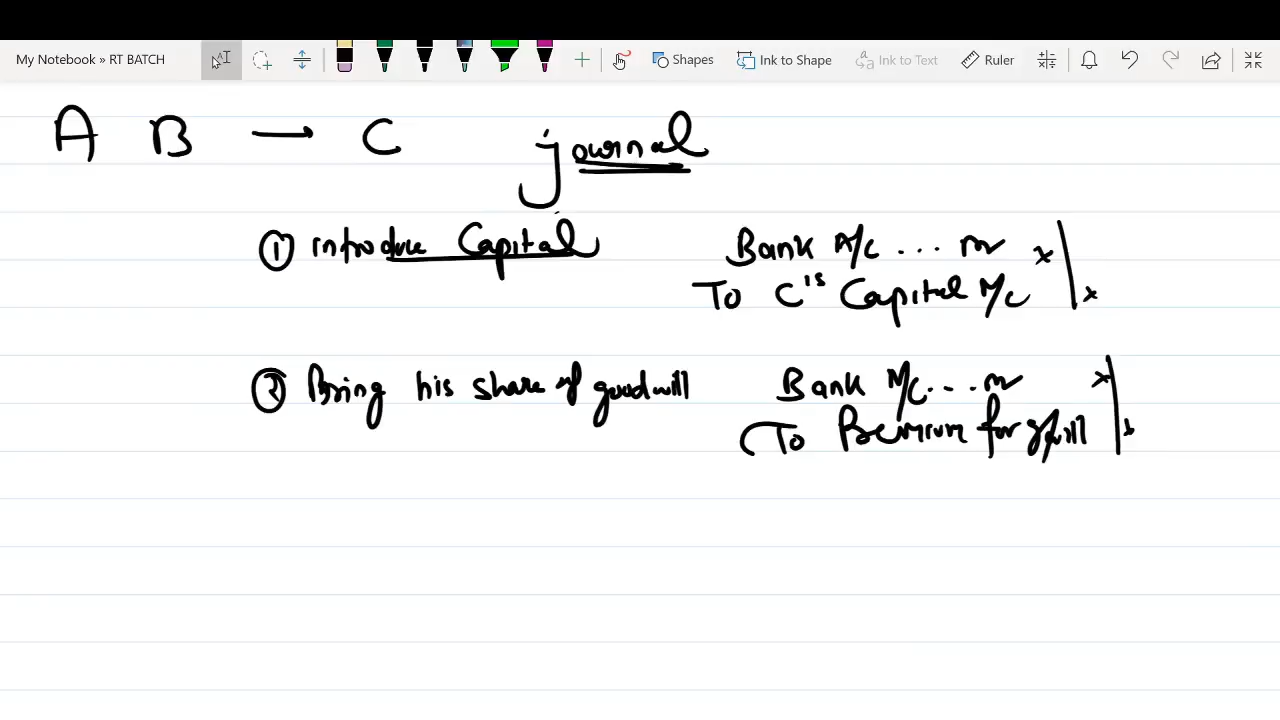 My Notebook » RT BATCH
Shapes
Ink to Shape
Ink to Text
Ruler
A B → C journal
① introduce Capital
Bank A/c ... Dr x
To C's Capital A/c x
② Bring his share of goodwill
Bank A/c... Dr x
To Premium for g/will x